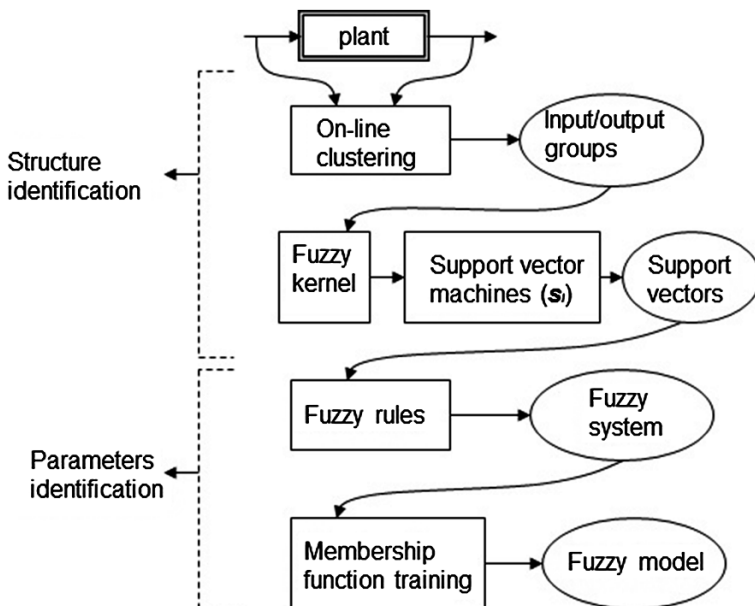 plant
On-line
clustering
Input/output
groups
Structure
identification
Fuzzy
kernel
Support vector
machines (sᵢ)
Support
vectors
Fuzzy rules
Fuzzy
system
Parameters
identification
Membership
function training
Fuzzy model